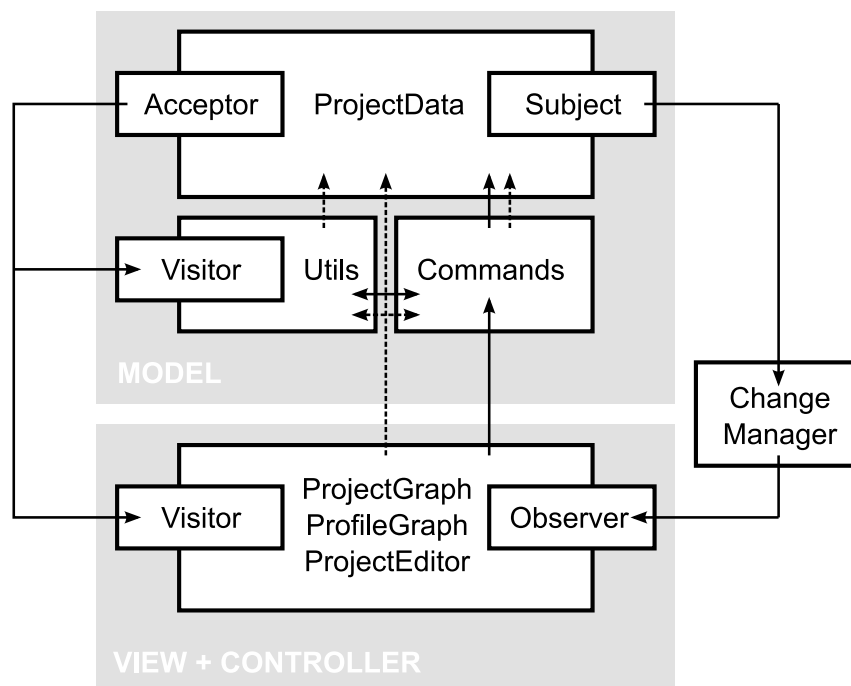 Acceptor
ProjectData
Subject
Visitor
Utils
Commands
MODEL
Change
Manager
Visitor
ProjectGraph
ProfileGraph
ProjectEditor
Observer
VIEW + CONTROLLER